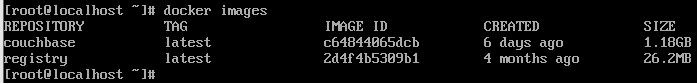 [root@localhost ~]# docker images
REPOSITORY TAG IMAGE ID CREATED SIZE
couchbase latest c64844065dcb 6 days ago 1.18GB
registry latest 2d4f4b5309b1 4 months ago 26.2MB
[root@localhost ~]#